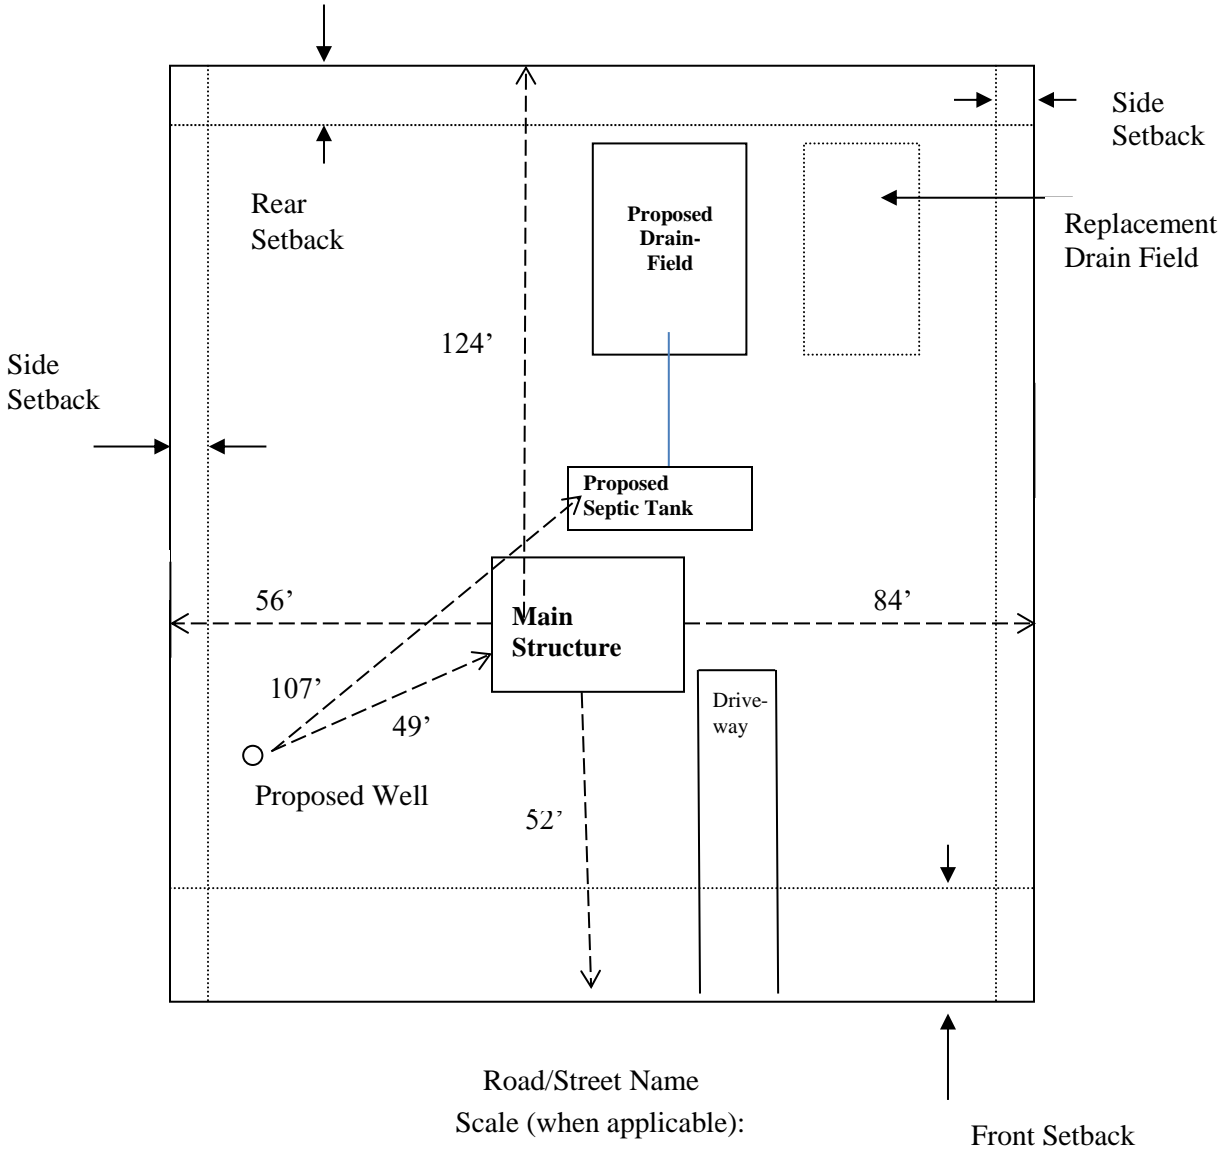 Side
Setback
Rear
Setback
Proposed
Drain-
Field
Replacement
Drain Field
124’
Side
Setback
Proposed
Septic Tank
56’
84’
Main
Structure
107’
49’
Drive-
way
Proposed Well
52’
Road/Street Name
Scale (when applicable):
Front Setback